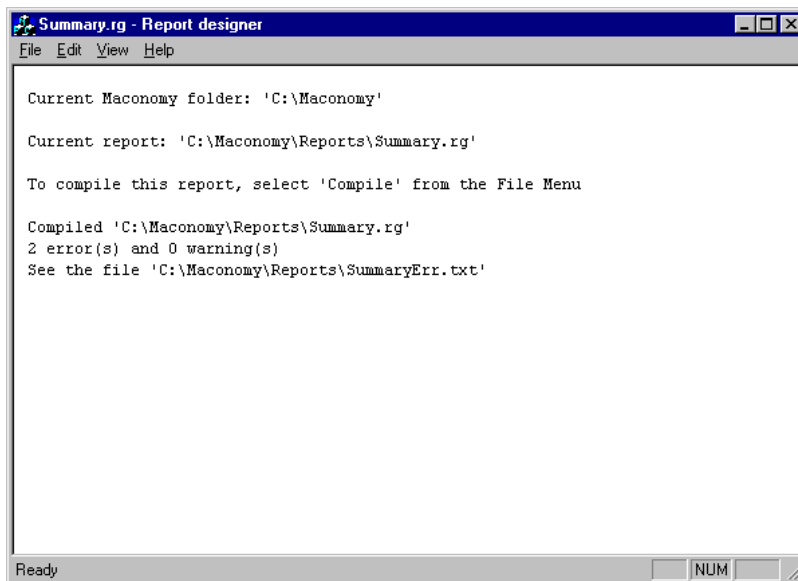 Summary.rg - Report designer
File Edit View Help
Current Maconomy folder: 'C:\Maconomy'
Current report: 'C:\Maconomy\Reports\Summary.rg'
To compile this report, select 'Compile' from the File Menu
Compiled 'C:\Maconomy\Reports\Summary.rg'
2 error(s) and 0 warning(s)
See the file 'C:\Maconomy\Reports\SummaryErr.txt'
Ready NUM